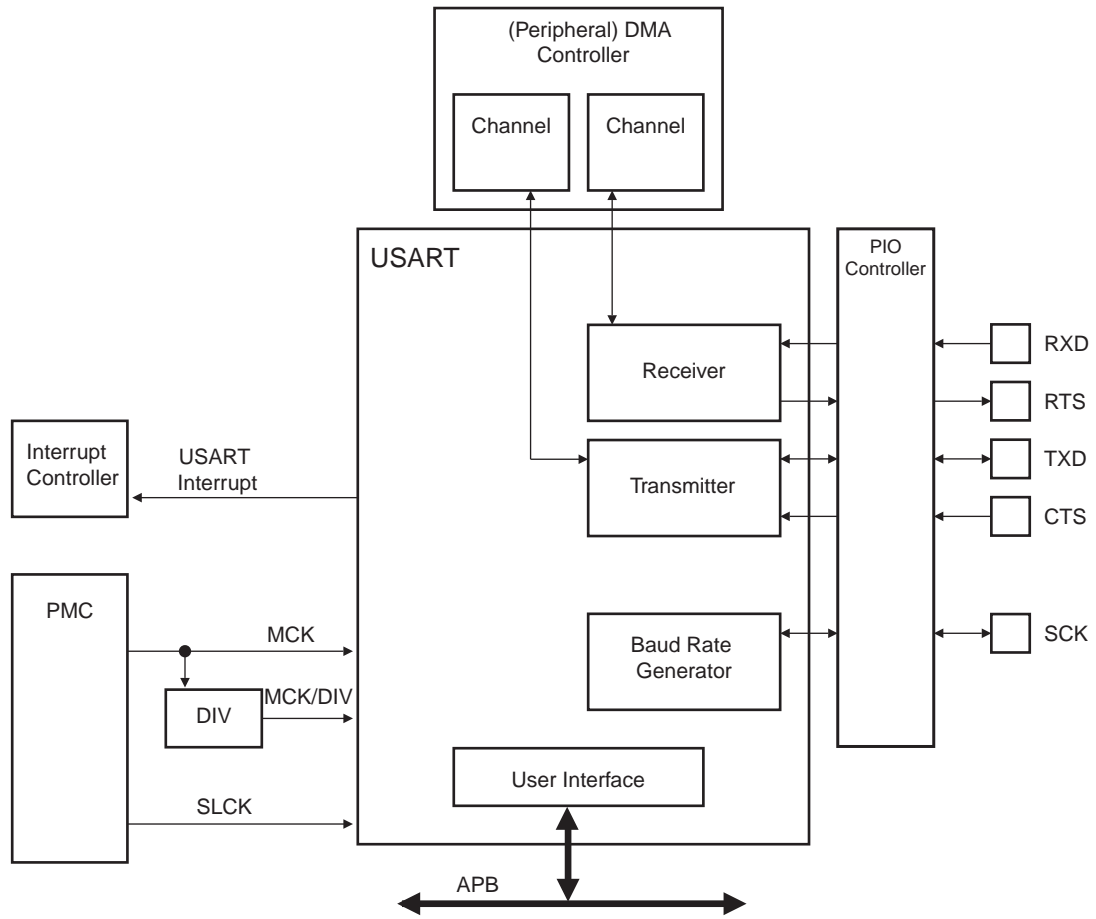 (Peripheral) DMA
Controller
Channel
Channel
USART
PIO
Controller
Receiver
RXD
RTS
Interrupt
Controller
USART
Interrupt
Transmitter
TXD
CTS
PMC
MCK
Baud Rate
Generator
SCK
DIV
MCK/DIV
User Interface
SLCK
APB